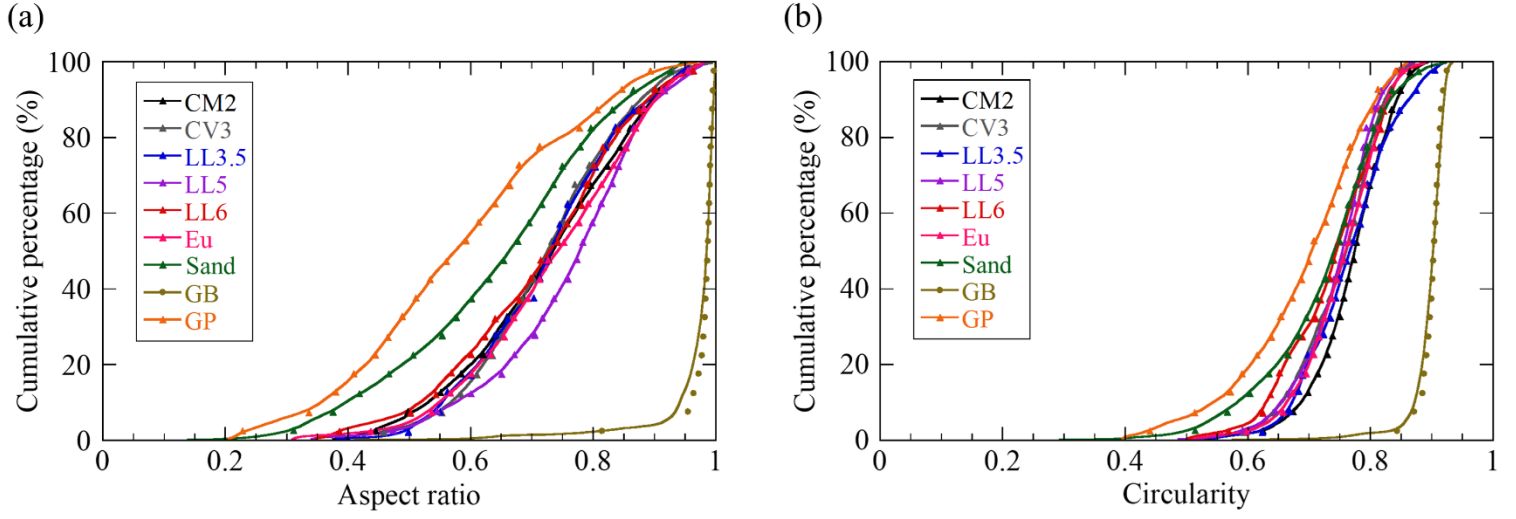 (a)
100
80
60
40
20
0
Cumulative percentage (%)
CM2
CV3
LL3.5
LL5
LL6
Eu
Sand
GB
GP
0 0.2 0.4 0.6 0.8 1
Aspect ratio
(b)
100
80
60
40
20
0
Cumulative percentage (%)
CM2
CV3
LL3.5
LL5
LL6
Eu
Sand
GB
GP
0 0.2 0.4 0.6 0.8 1
Circularity